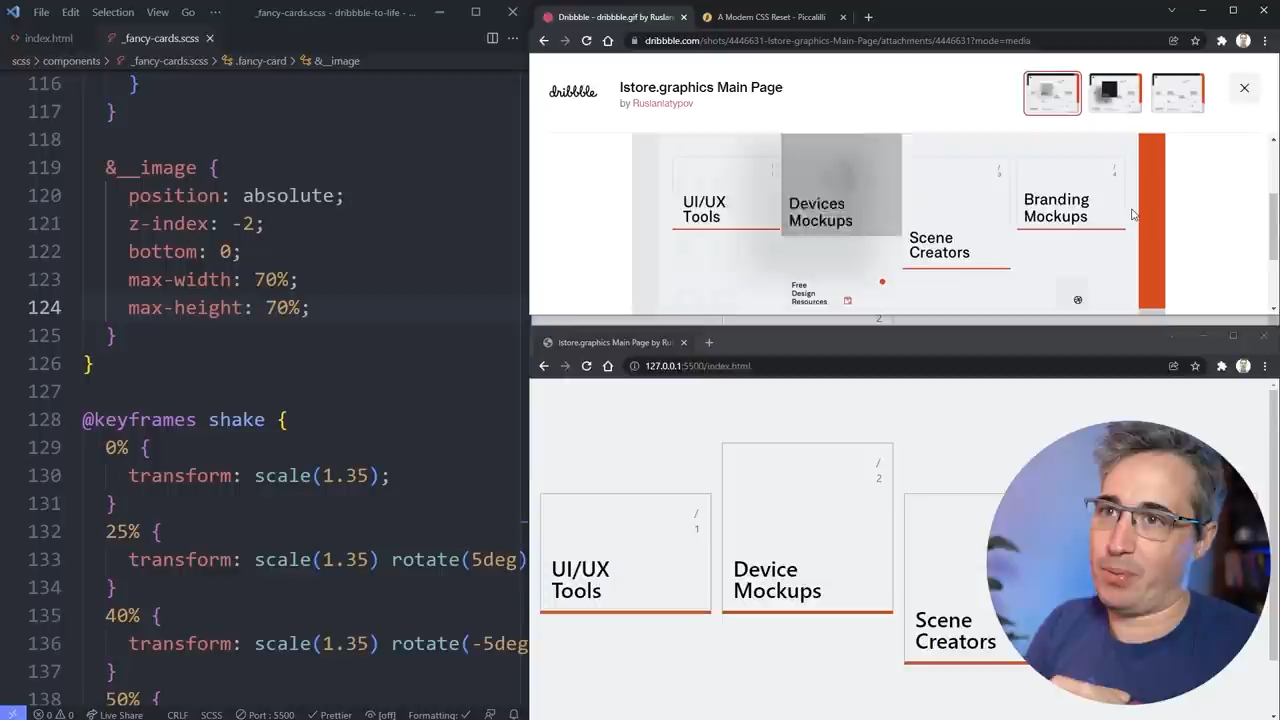 File Edit Selection View Go ··· _fancy-cards.scss - dribbble-to-life - ...
index.html
_fancy-cards.scss
scss > components > _fancy-cards.scss > .fancy-card > &__image
116 }
117 }
118
119 &__image {
120 position: absolute;
121 z-index: -2;
122 bottom: 0;
123 max-width: 70%;
124 max-height: 70%;
125 }
126 }
127
128 @keyframes shake {
129 0% {
130 transform: scale(1.35);
131 }
132 25% {
133 transform: scale(1.35) rotate(5deg)
134 }
135 40% {
136 transform: scale(1.35) rotate(-5deg
137 }
138 50% {
0 0 Live Share CRLF SCSS Port : 5500 Prettier [off] Formatting:
Dribbble - dribbble.gif by Ruslan
A Modern CSS Reset - Piccalilli
dribbble.com/shots/4446631-Istore-graphics-Main-Page/attachments/4446631?mode=media
dribbble
Istore.graphics Main Page
by Ruslanlatypov
UI/UX
Tools
Devices
Mockups
/
3
Scene
Creators
/
4
Branding
Mockups
Free
Design
Resources
2
Istore.graphics Main Page by Ru
127.0.0.1:5500/index.html
/
1
UI/UX
Tools
/
2
Device
Mockups
Scene
Creators